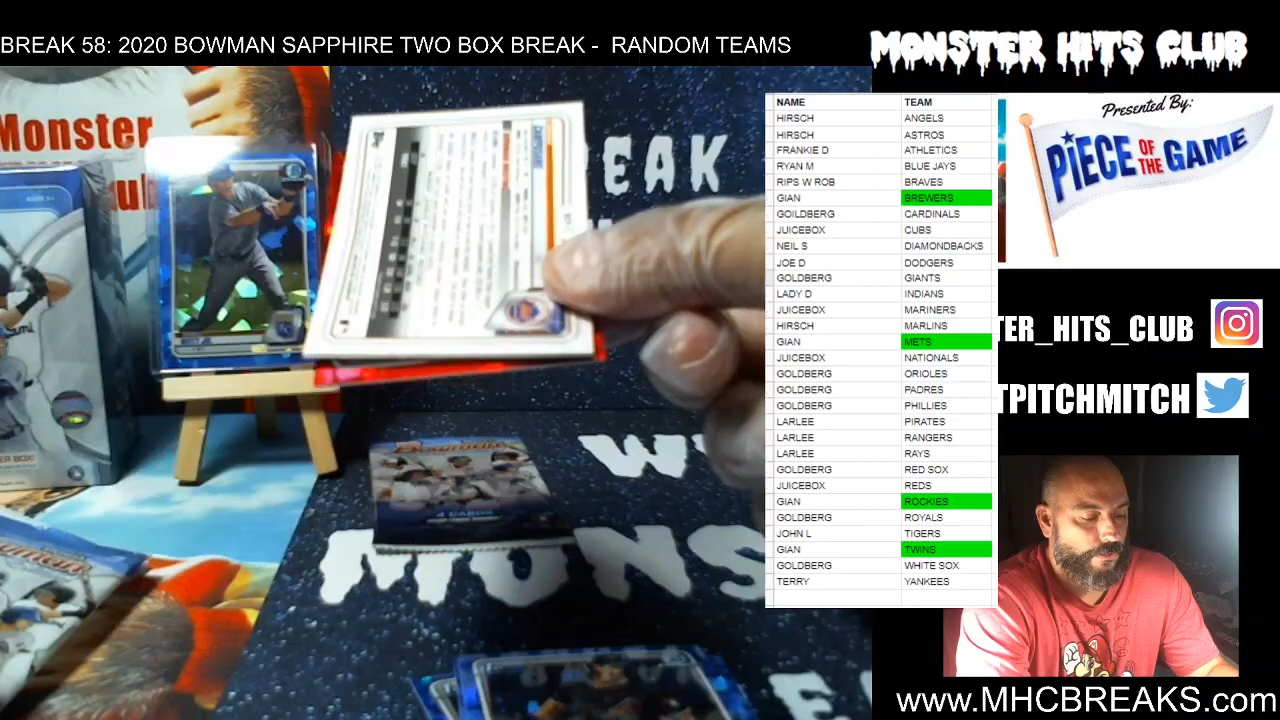 BREAK 58: 2020 BOWMAN SAPPHIRE TWO BOX BREAK - RANDOM TEAMS
MONSTER HITS CLUB
Presented By:
PIECE OF THE GAME
NAME TEAM
HIRSCH ANGELS
HIRSCH ASTROS
FRANKIE D ATHLETICS
RYAN M BLUE JAYS
RIPS W ROB BRAVES
GIAN BREWERS
GOILDBERG CARDINALS
JUICEBOX CUBS
NEIL S DIAMONDBACKS
JOE D DODGERS
GOLDBERG GIANTS
LADY D INDIANS
JUICEBOX MARINERS
HIRSCH MARLINS
GIAN METS
JUICEBOX NATIONALS
GOLDBERG ORIOLES
GOLDBERG PADRES
GOLDBERG PHILLIES
LARLEE PIRATES
LARLEE RANGERS
LARLEE RAYS
GOLDBERG RED SOX
JUICEBOX REDS
GIAN ROCKIES
GOLDBERG ROYALS
JOHN L TIGERS
GIAN TWINS
GOLDBERG WHITE SOX
TERRY YANKEES
TER_HITS_CLUB
TPITCHMITCH
www.MHCBREAKS.com
Monster
ub
EAK
W
MONS
Bowman
4 CARDS